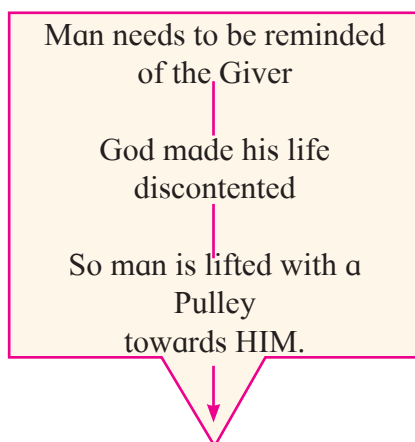 Man needs to be reminded
of the Giver
God made his life
discontented
So man is lifted with a
Pulley
towards HIM.